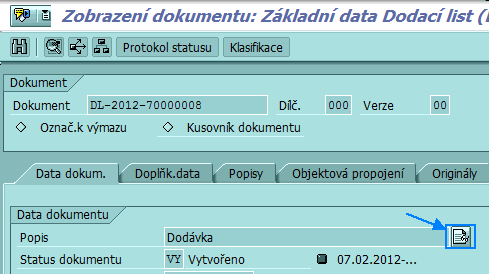 Zobrazení dokumentu: Základní data Dodací list (
Protokol statusu Klasifikace
Dokument
Dokument DL-2012-70000008 Dílč. 000 Verze 00
Označ.k výmazu Kusovník dokumentu
Data dokum. Doplňk.data Popisy Objektová propojení Originály
Data dokumentu
Popis Dodávka
Status dokumentu VY Vytvořeno 07.02.2012-...